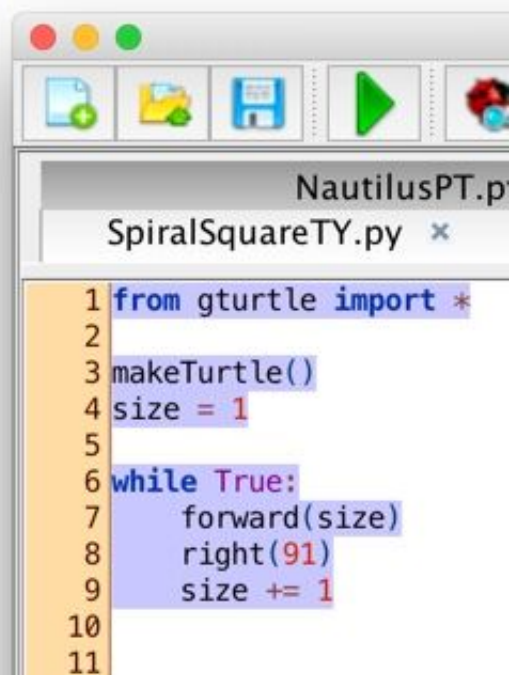 NautilusPT.p
SpiralSquareTY.py ×
1 from gturtle import *
2
3 makeTurtle()
4 size = 1
5
6 while True:
7     forward(size)
8     right(91)
9     size += 1
10
11